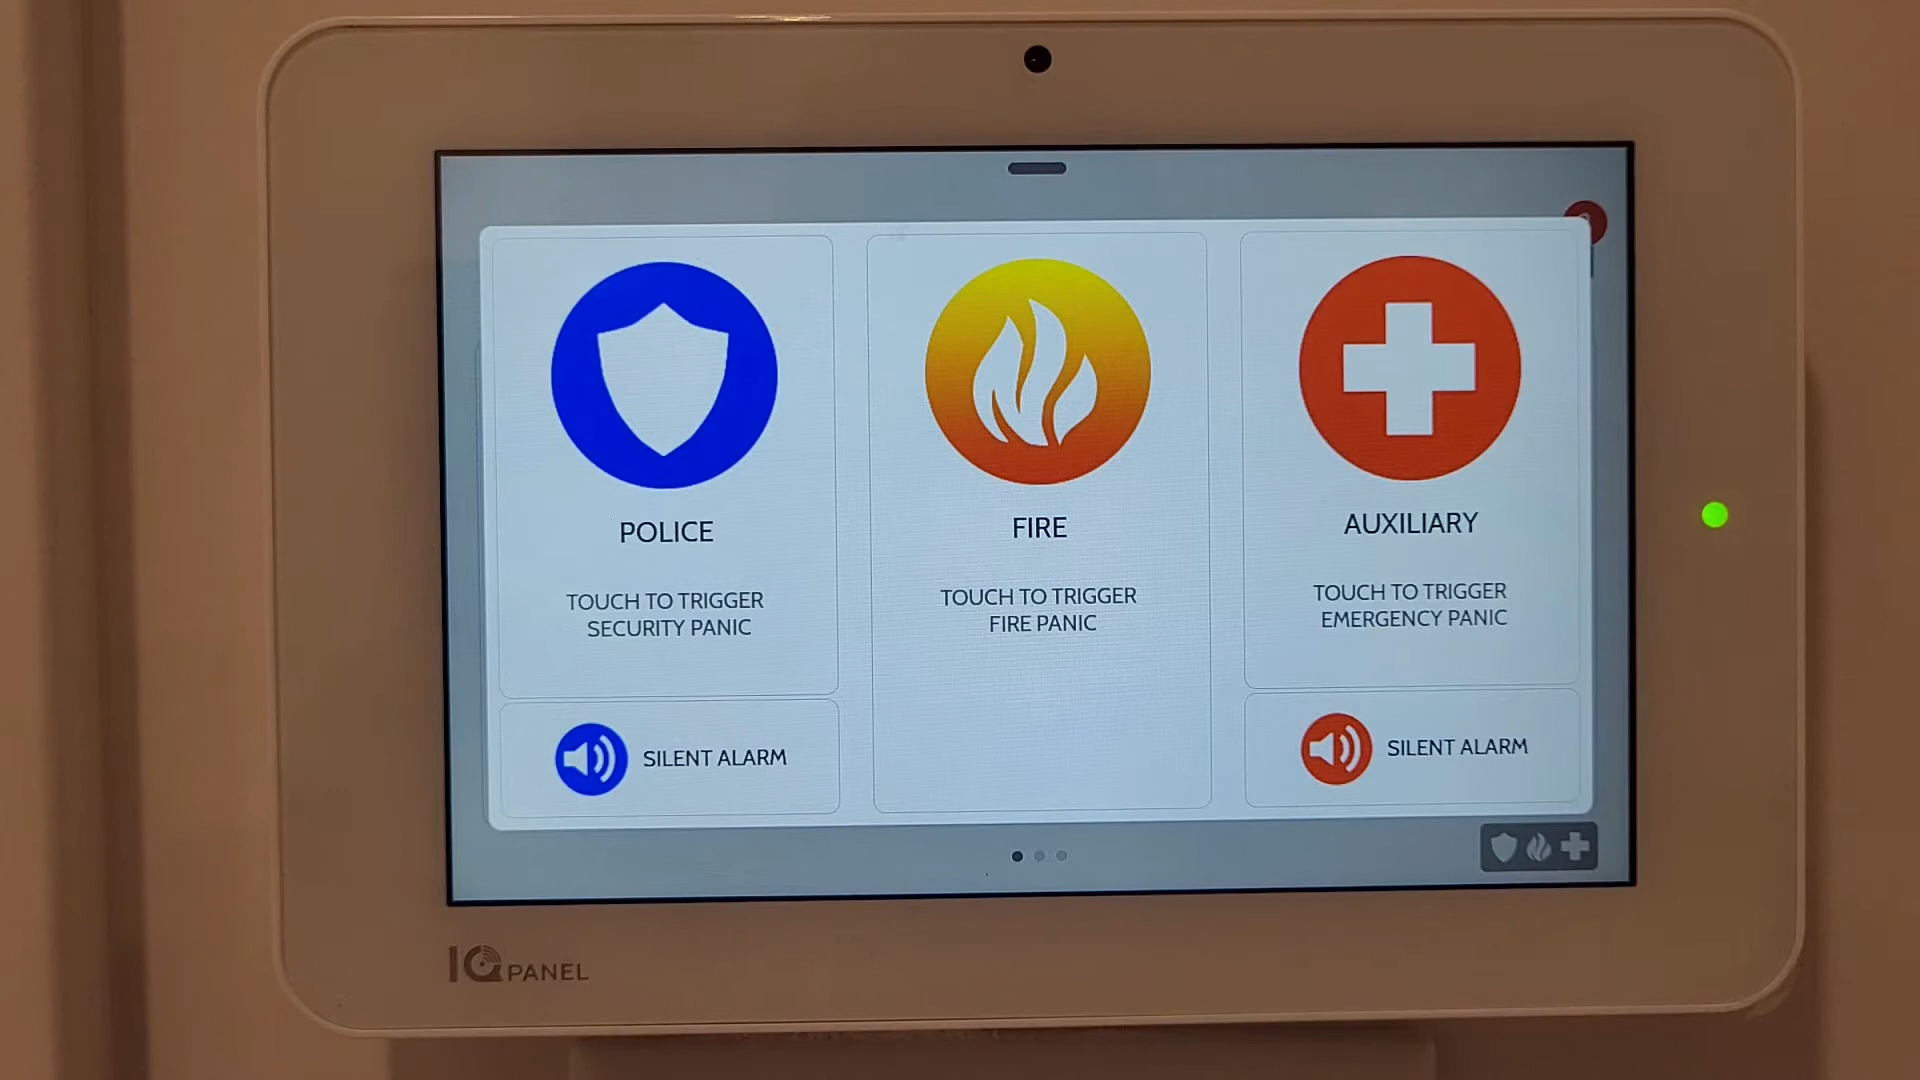 POLICE
TOUCH TO TRIGGER
SECURITY PANIC
SILENT ALARM
FIRE
TOUCH TO TRIGGER
FIRE PANIC
AUXILIARY
TOUCH TO TRIGGER
EMERGENCY PANIC
SILENT ALARM
IQ PANEL